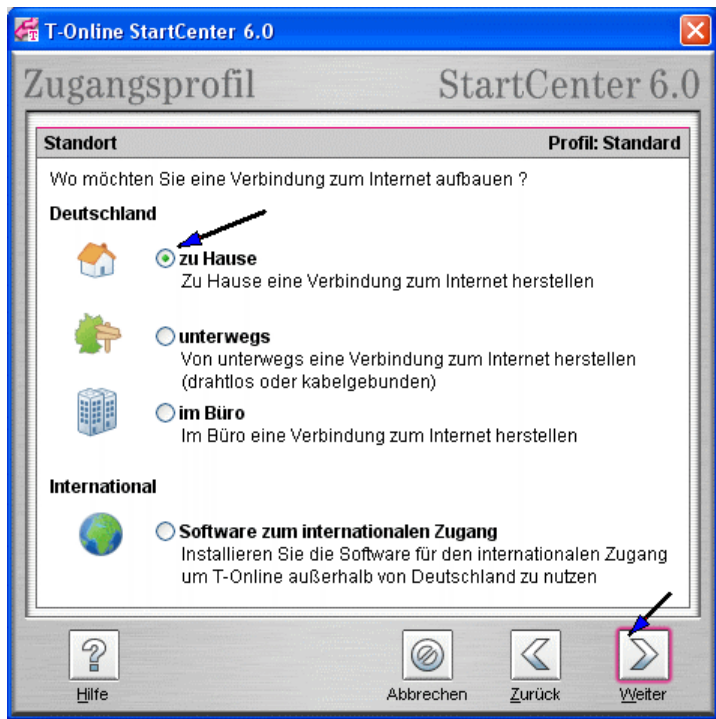 T-Online StartCenter 6.0
Zugangsprofil StartCenter 6.0
Standort Profil: Standard
Wo möchten Sie eine Verbindung zum Internet aufbauen ?
Deutschland
zu Hause
Zu Hause eine Verbindung zum Internet herstellen
unterwegs
Von unterwegs eine Verbindung zum Internet herstellen
(drahtlos oder kabelgebunden)
im Büro
Im Büro eine Verbindung zum Internet herstellen
International
Software zum internationalen Zugang
Installieren Sie die Software für den internationalen Zugang
um T-Online außerhalb von Deutschland zu nutzen
Hilfe Abbrechen Zurück Weiter